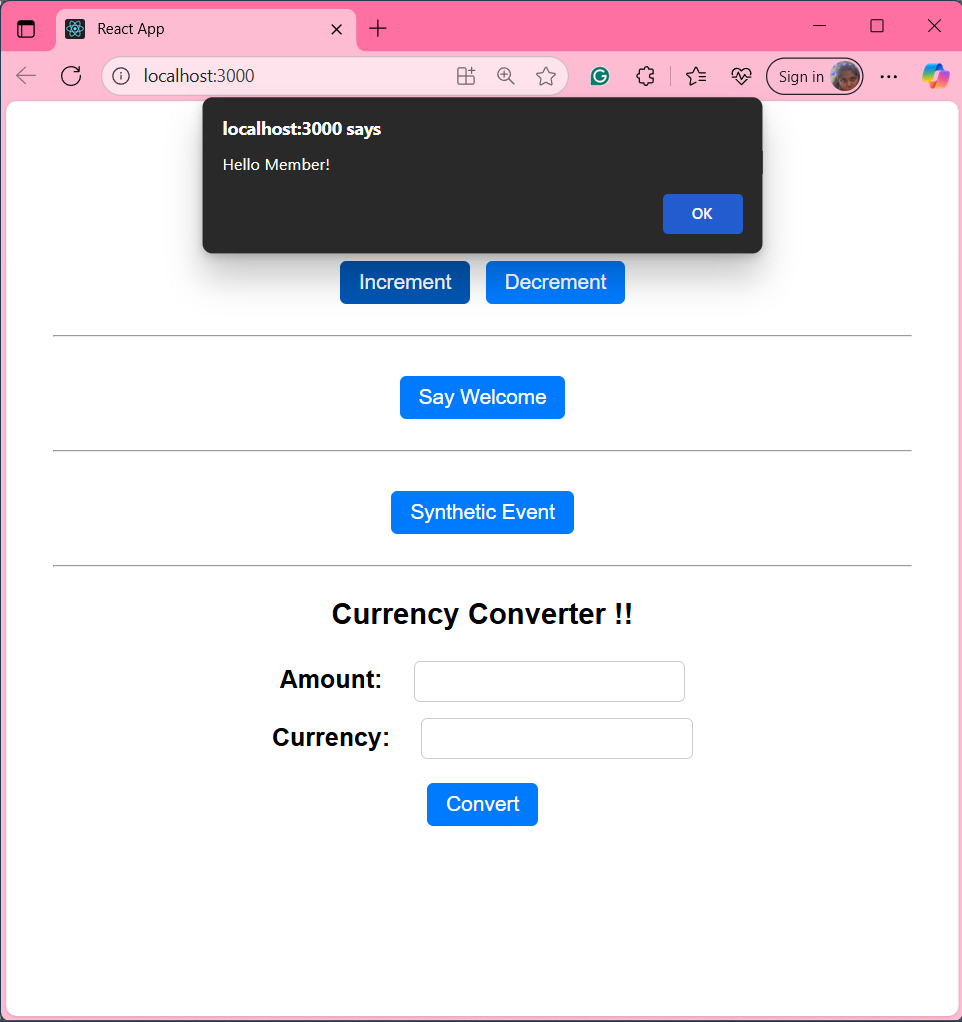 React App
localhost:3000
Sign in
localhost:3000 says
Hello Member!
OK
Increment Decrement
Say Welcome
Synthetic Event
Currency Converter !!
Amount:
Currency:
Convert